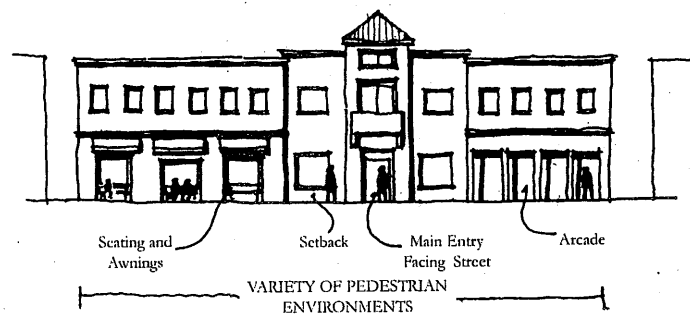 Seating and
Awnings
Setback
Main Entry
Facing Street
Arcade
VARIETY OF PEDESTRIAN
ENVIRONMENTS